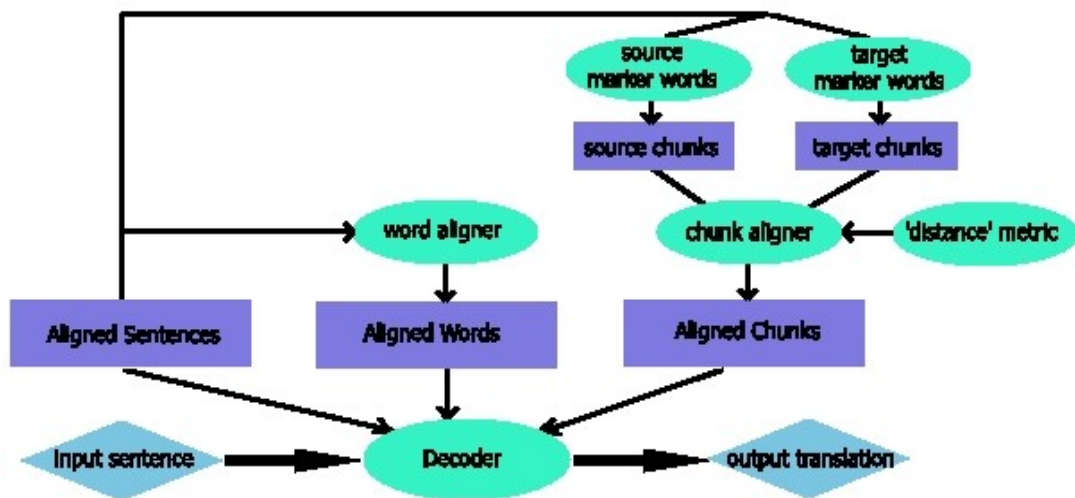 source
marker words
target
marker words
source chunks
target chunks
word aligner
chunk aligner
'distance' metric
Aligned Sentences
Aligned Words
Aligned Chunks
Input sentence
Decoder
output translation